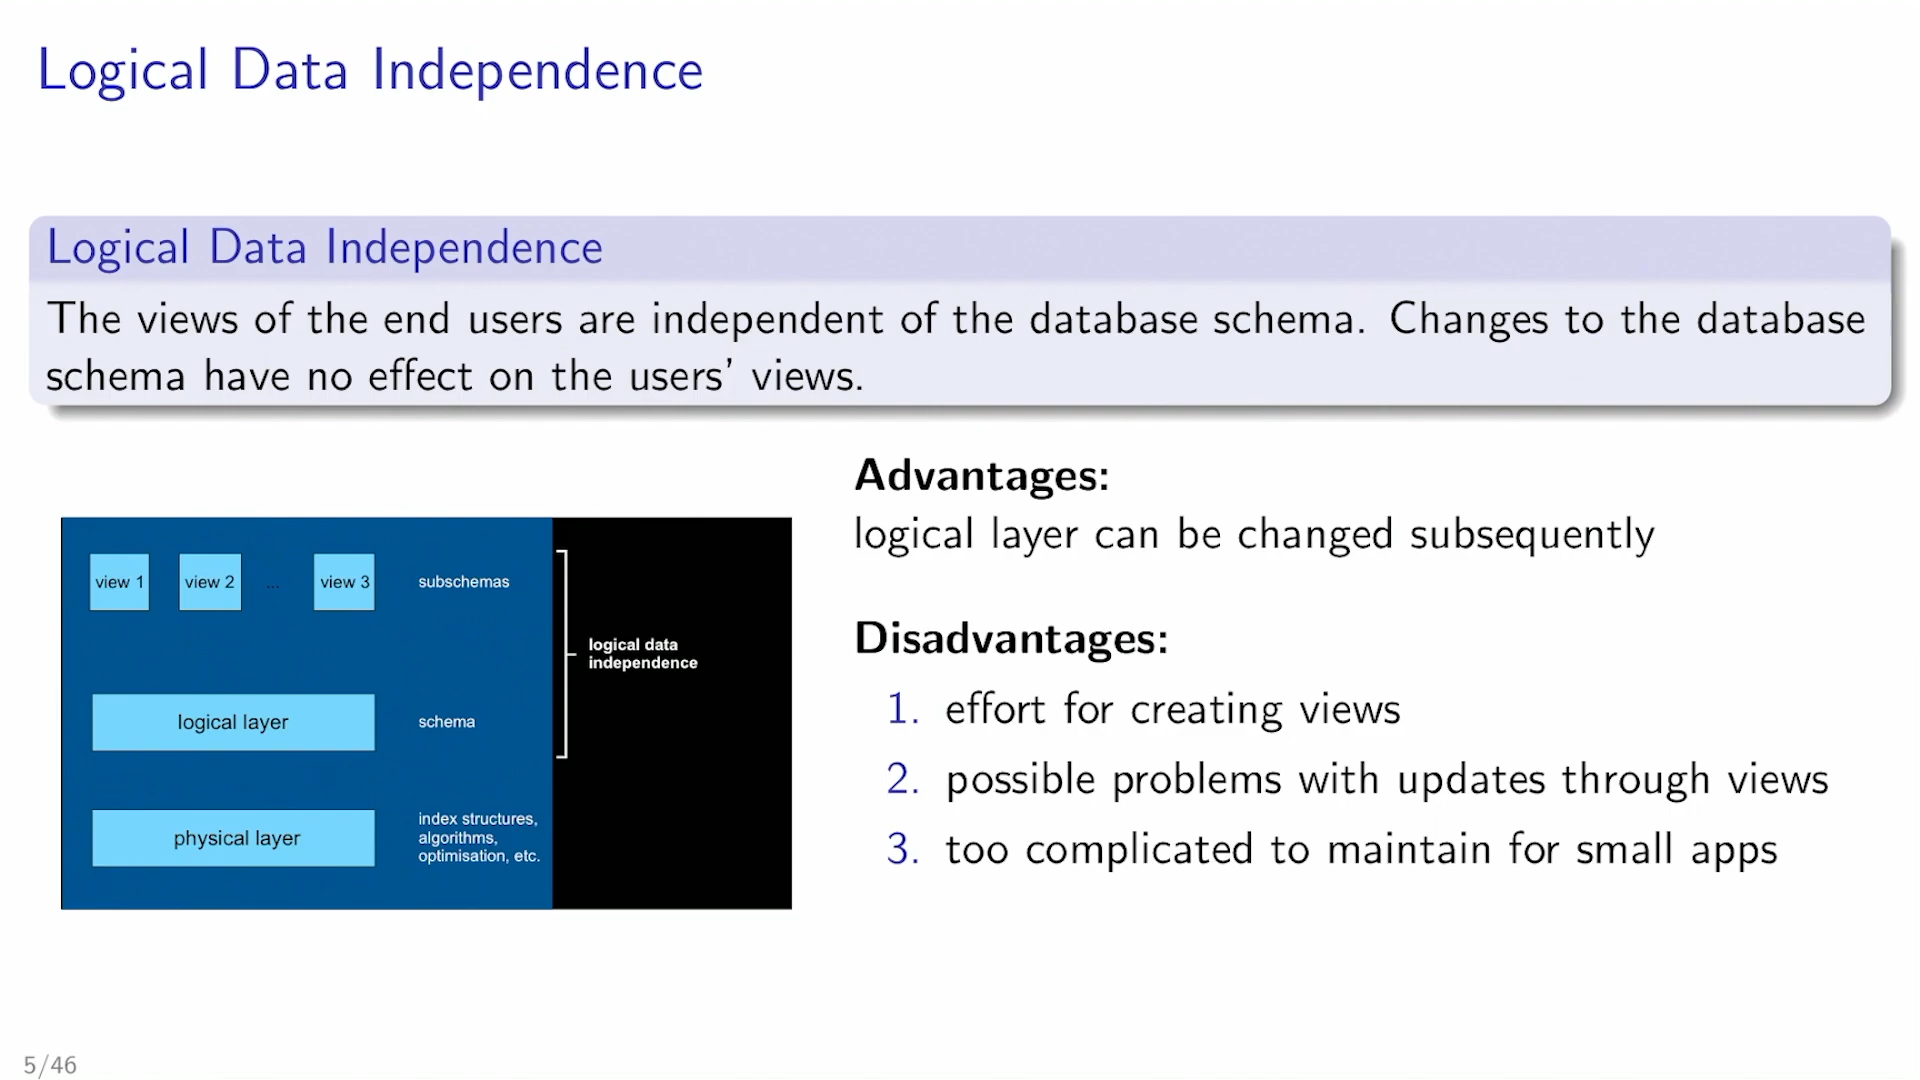 Logical Data Independence
Logical Data Independence
The views of the end users are independent of the database schema. Changes to the database
schema have no effect on the users’ views.
view 1 view 2 ... view 3 subschemas
logical data
independence
logical layer schema
physical layer
index structures,
algorithms,
optimisation, etc.
Advantages:
logical layer can be changed subsequently
Disadvantages:
1. effort for creating views
2. possible problems with updates through views
3. too complicated to maintain for small apps
5/46